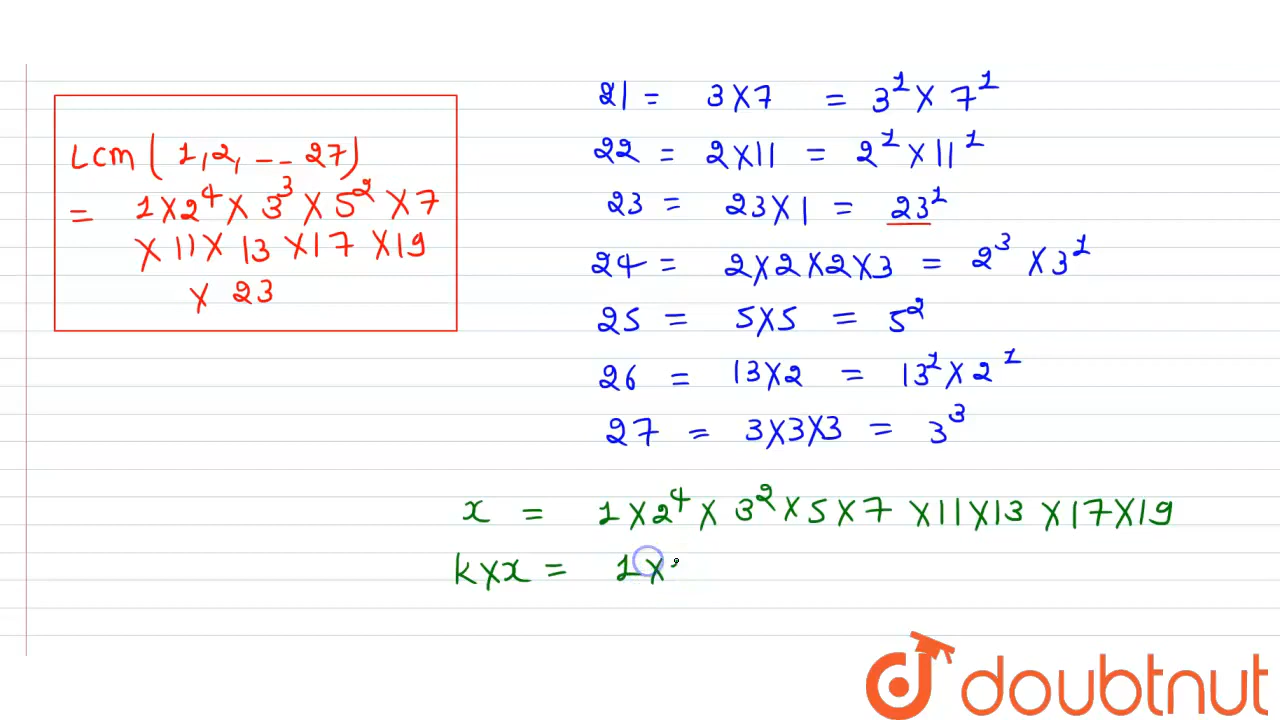 Lcm ( 1,2, --- 27)
= 1×2⁴ × 3³ × 5² × 7
× 11 × 13 × 17 × 19
× 23
21 = 3×7 = 3¹ × 7¹
22 = 2×11 = 2¹ × 11¹
23 = 23×1 = 23¹
24 = 2×2×2×3 = 2³ × 3¹
25 = 5×5 = 5²
26 = 13×2 = 13¹ × 2¹
27 = 3×3×3 = 3³
x = 1×2⁴ × 3² × 5 × 7 × 11 × 13 × 17 × 19
k×x = 1×
doubtnut